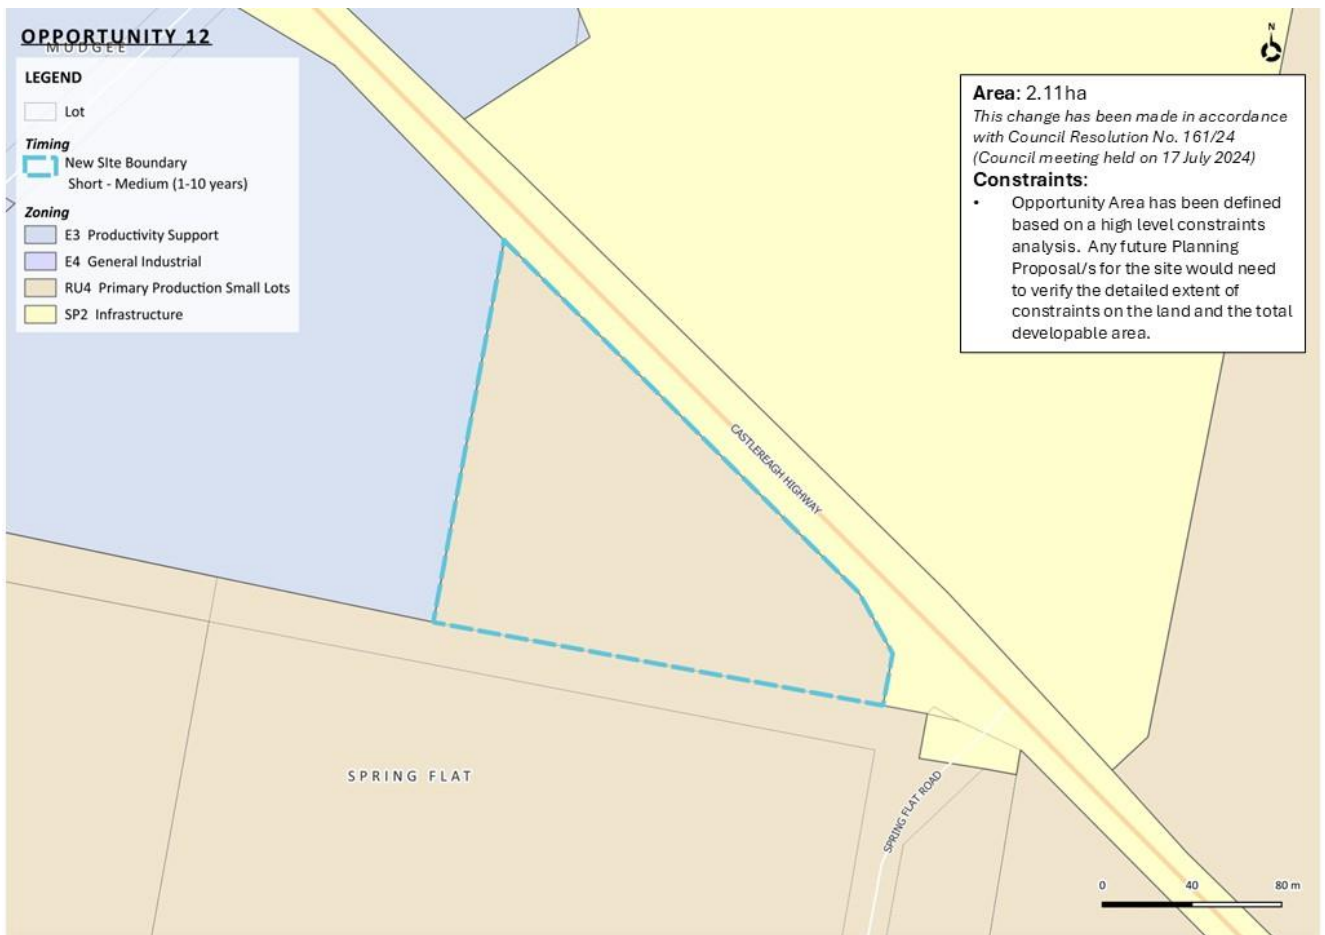 OPPORTUNITY 12
MUDGEE
LEGEND
Lot
Timing
New SIte Boundary
Short - Medium (1-10 years)
Zoning
E3 Productivity Support
E4 General Industrial
RU4 Primary Production Small Lots
SP2 Infrastructure
N
Area: 2.11ha
This change has been made in accordance
with Council Resolution No. 161/24
(Council meeting held on 17 July 2024)
Constraints:
• Opportunity Area has been defined
based on a high level constraints
analysis. Any future Planning
Proposal/s for the site would need
to verify the detailed extent of
constraints on the land and the total
developable area.
CASTLEREAGH HIGHWAY
SPRING FLAT
SPRING FLAT ROAD
0 40 80 m